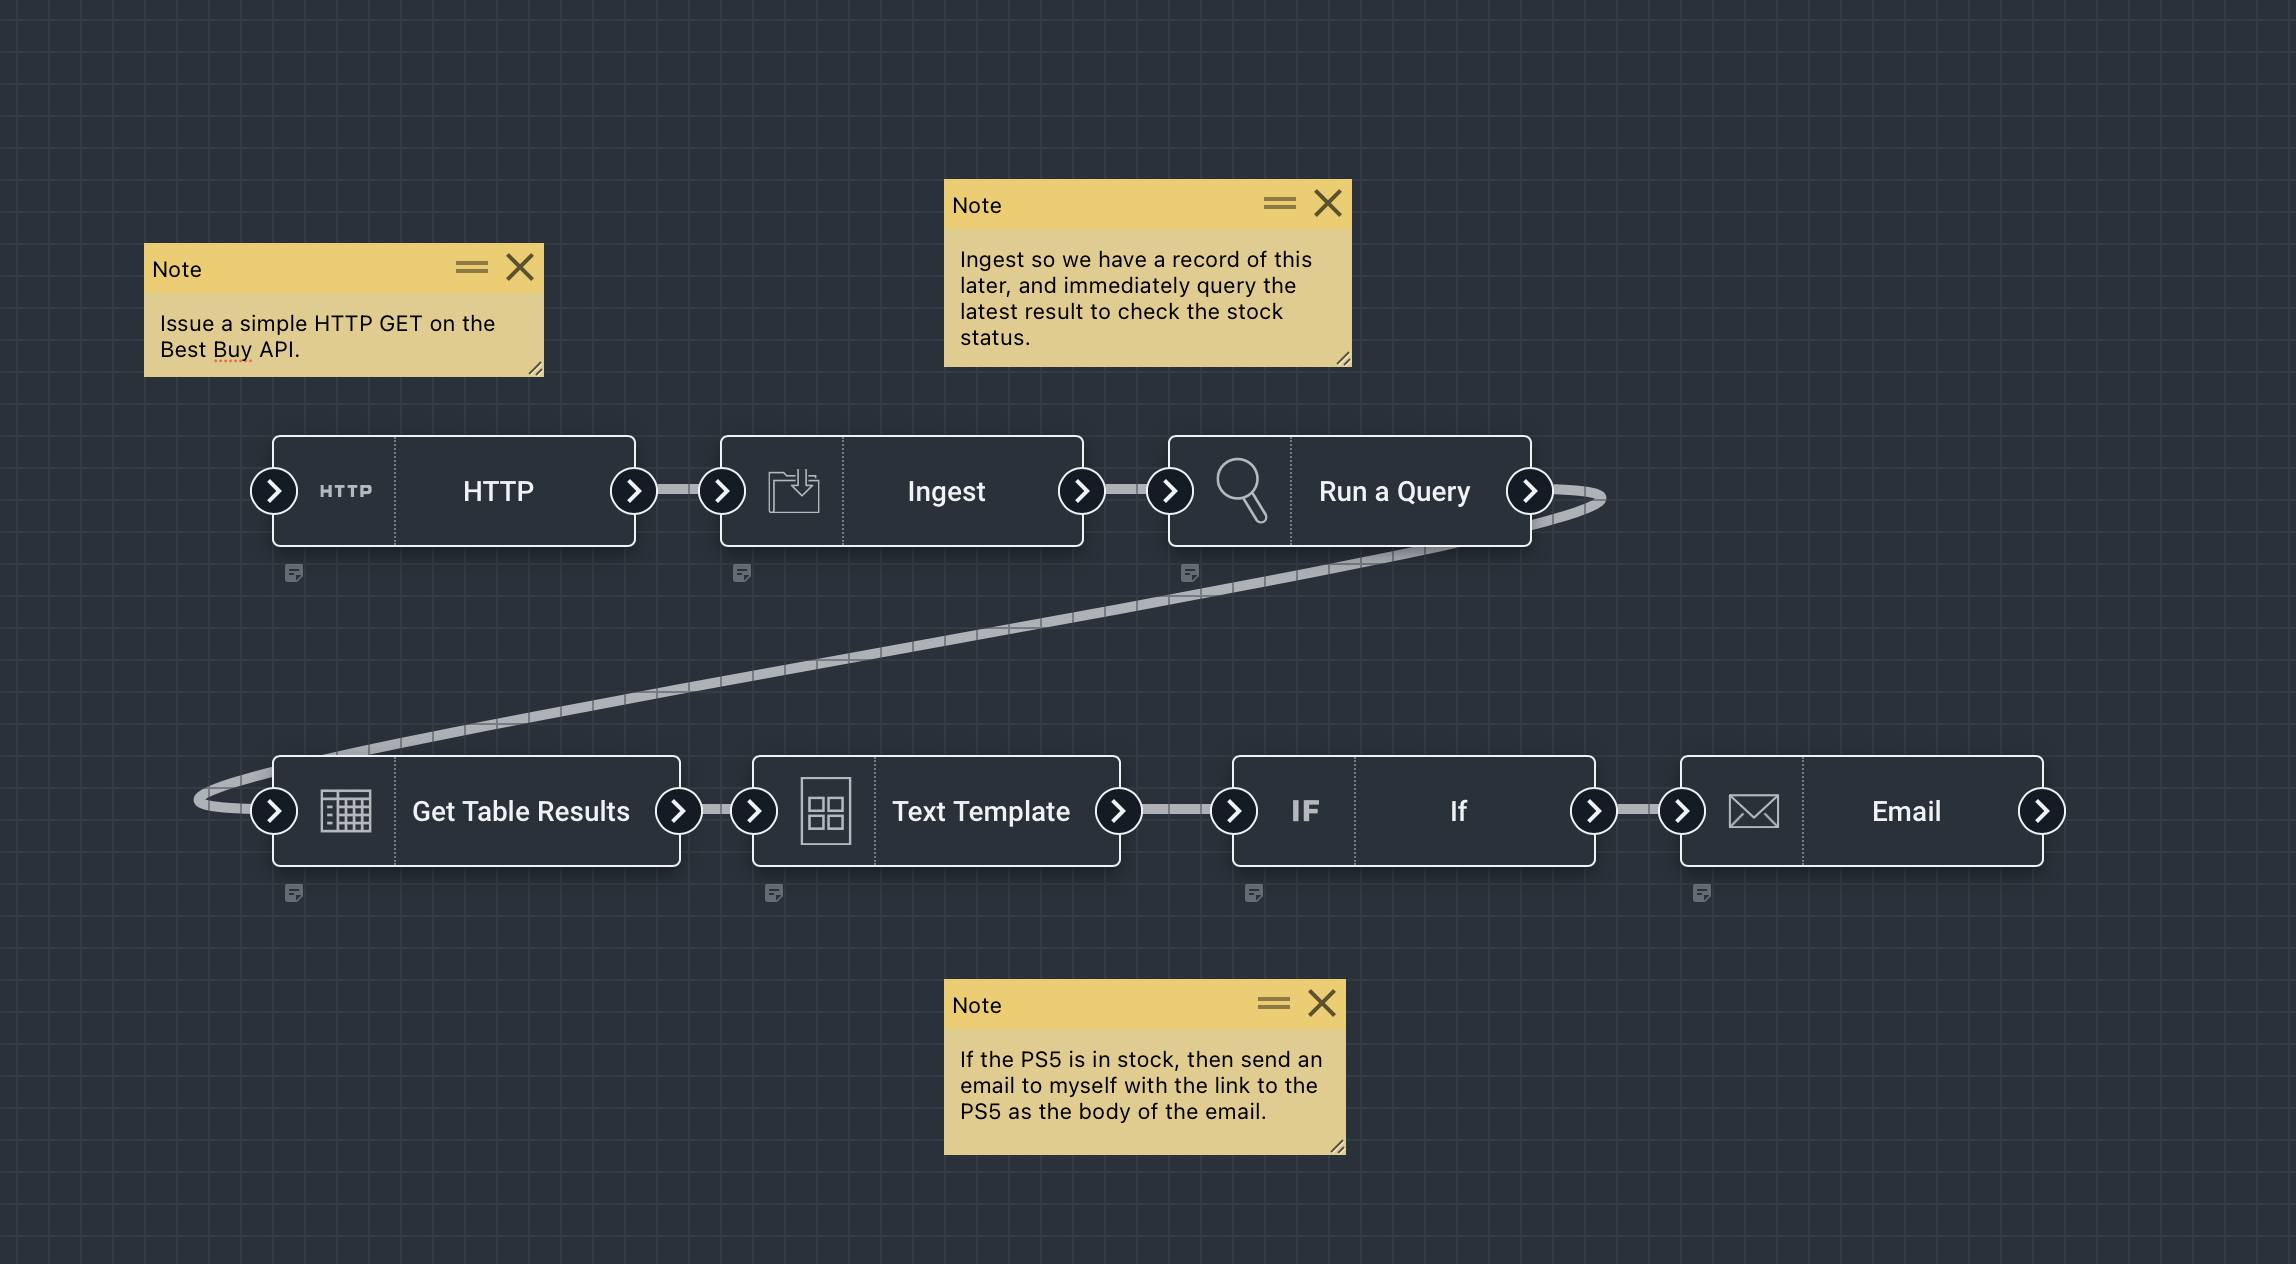 Note
Ingest so we have a record of this
later, and immediately query the
latest result to check the stock
status.
Note
Issue a simple HTTP GET on the
Best Buy API.
HTTP HTTP
Ingest
Run a Query
Get Table Results
Text Template
IF If
Email
Note
If the PS5 is in stock, then send an
email to myself with the link to the
PS5 as the body of the email.